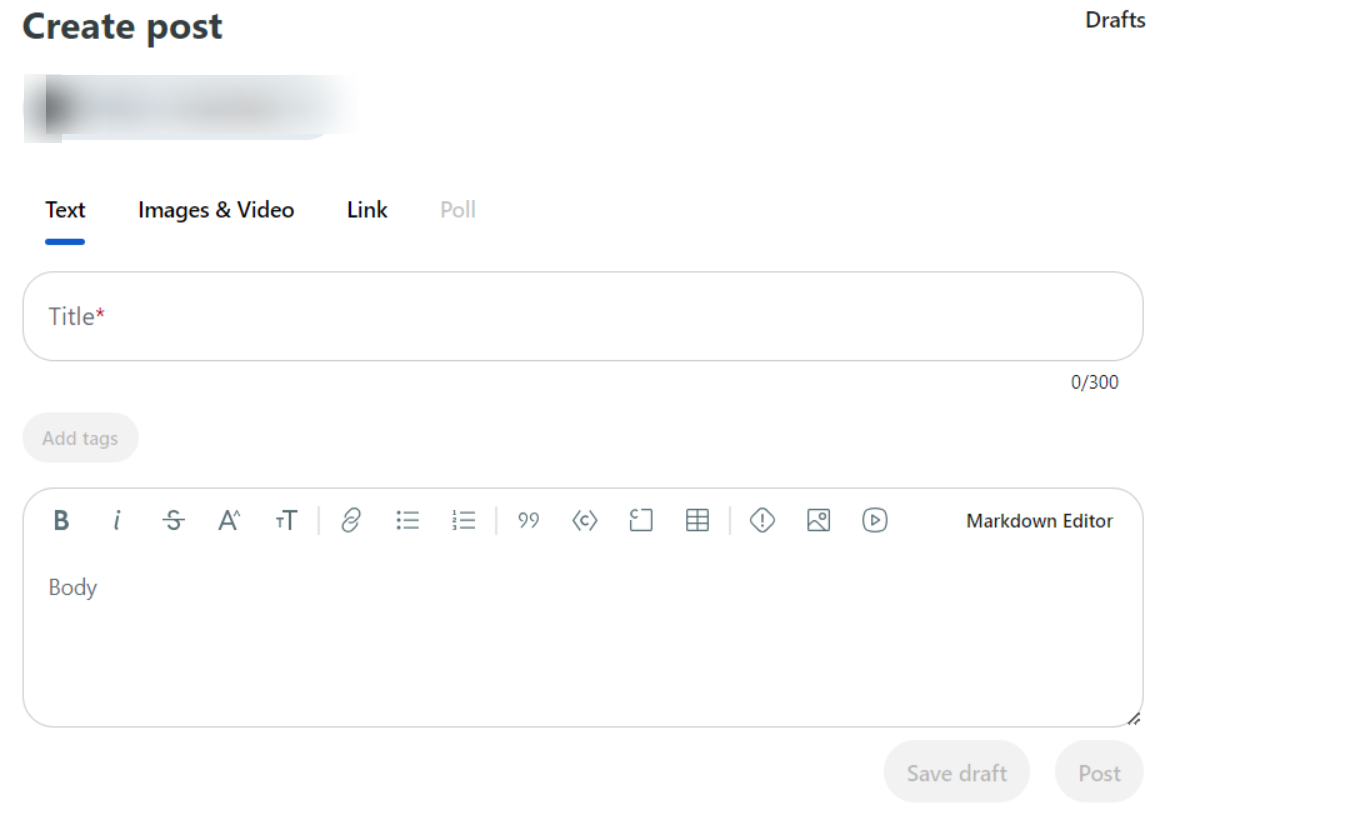 Create post
Drafts
Text
Images & Video
Link
Poll
Title*
0/300
Add tags
Markdown Editor
Body
Save draft
Post